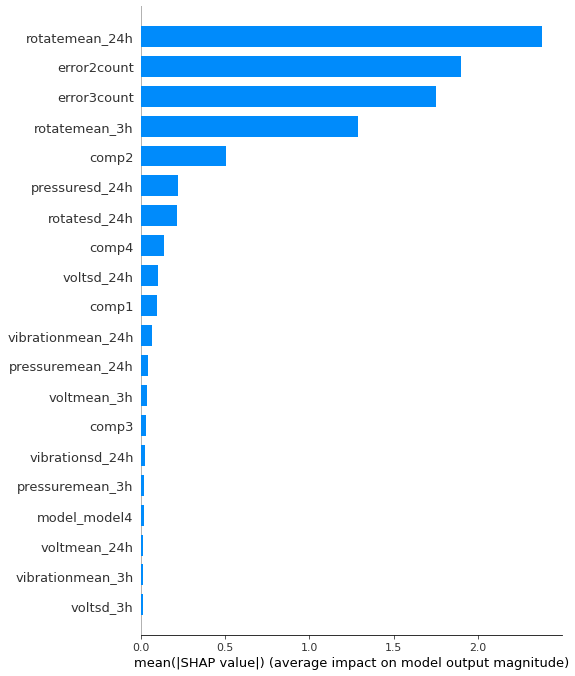 rotatemean_24h
error2count
error3count
rotatemean_3h
comp2
pressuresd_24h
rotatesd_24h
comp4
voltsd_24h
comp1
vibrationmean_24h
pressuremean_24h
voltmean_3h
comp3
vibrationsd_24h
pressuremean_3h
model_model4
voltmean_24h
vibrationmean_3h
voltsd_3h
0.0 0.5 1.0 1.5 2.0
mean(|SHAP value|) (average impact on model output magnitude)